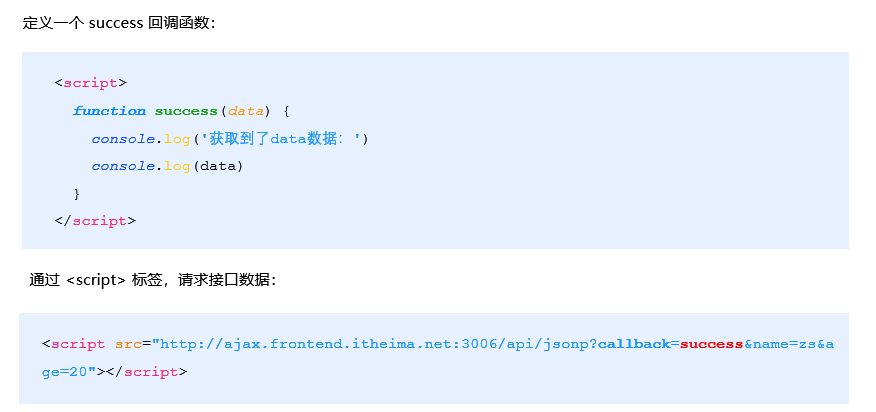 定义一个 success 回调函数：
<script>
function success(data) {
console.log('获取到了data数据：')
console.log(data)
}
</script>
通过 <script> 标签，请求接口数据：
<script src="http://ajax.frontend.itheima.net:3006/api/jsonp?callback=success&name=zs&a
ge=20"></script>